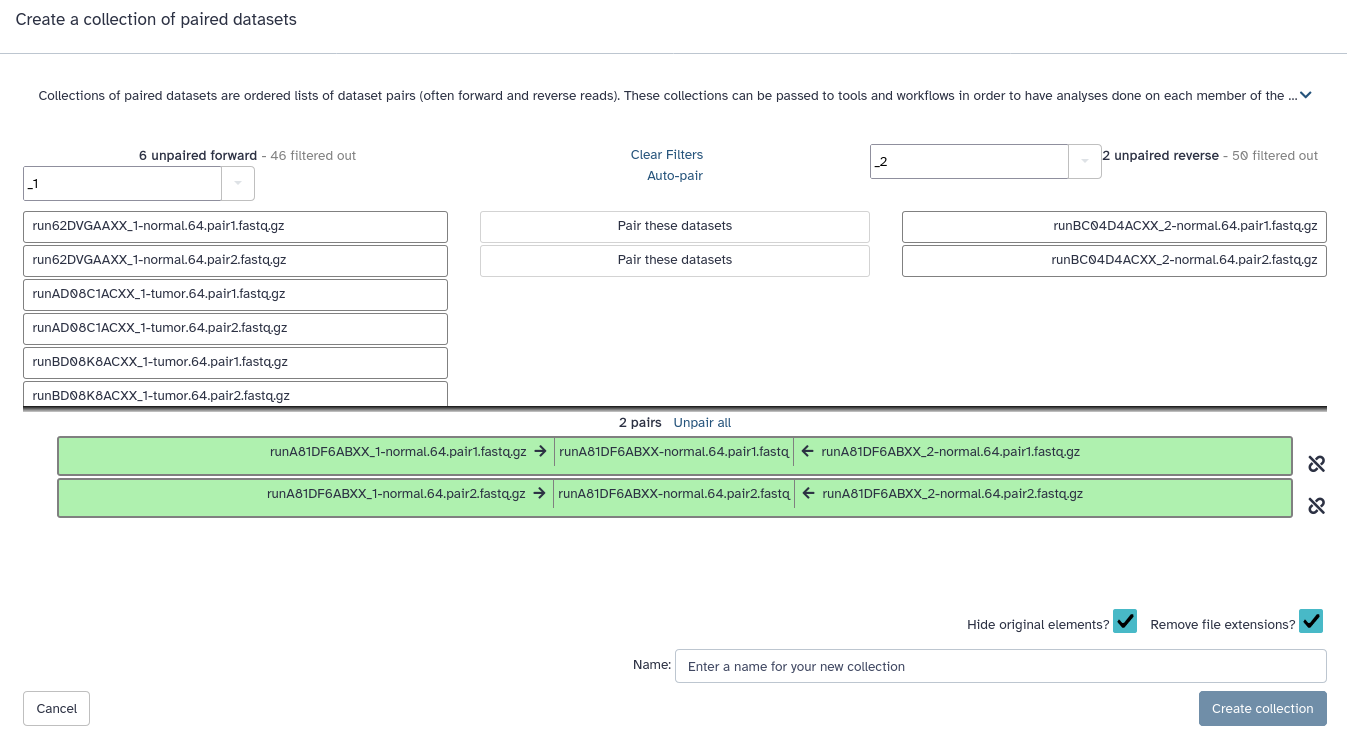 Create a collection of paired datasets
Collections of paired datasets are ordered lists of dataset pairs (often forward and reverse reads). These collections can be passed to tools and workflows in order to have analyses done on each member of the ...
6 unpaired forward - 46 filtered out
_1
Clear Filters
Auto-pair
_2
2 unpaired reverse - 50 filtered out
run62DVGAAXX_1-normal.64.pair1.fastq.gz
Pair these datasets
runBC04D4ACXX_2-normal.64.pair1.fastq.gz
run62DVGAAXX_1-normal.64.pair2.fastq.gz
Pair these datasets
runBC04D4ACXX_2-normal.64.pair2.fastq.gz
runAD08C1ACXX_1-tumor.64.pair1.fastq.gz
runAD08C1ACXX_1-tumor.64.pair2.fastq.gz
runBD08K8ACXX_1-tumor.64.pair1.fastq.gz
runBD08K8ACXX_1-tumor.64.pair2.fastq.gz
2 pairs Unpair all
runA81DF6ABXX_1-normal.64.pair1.fastq.gz → runA81DF6ABXX-normal.64.pair1.fastq ← runA81DF6ABXX_2-normal.64.pair1.fastq.gz
runA81DF6ABXX_1-normal.64.pair2.fastq.gz → runA81DF6ABXX-normal.64.pair2.fastq ← runA81DF6ABXX_2-normal.64.pair2.fastq.gz
Hide original elements? Remove file extensions?
Name: Enter a name for your new collection
Cancel
Create collection